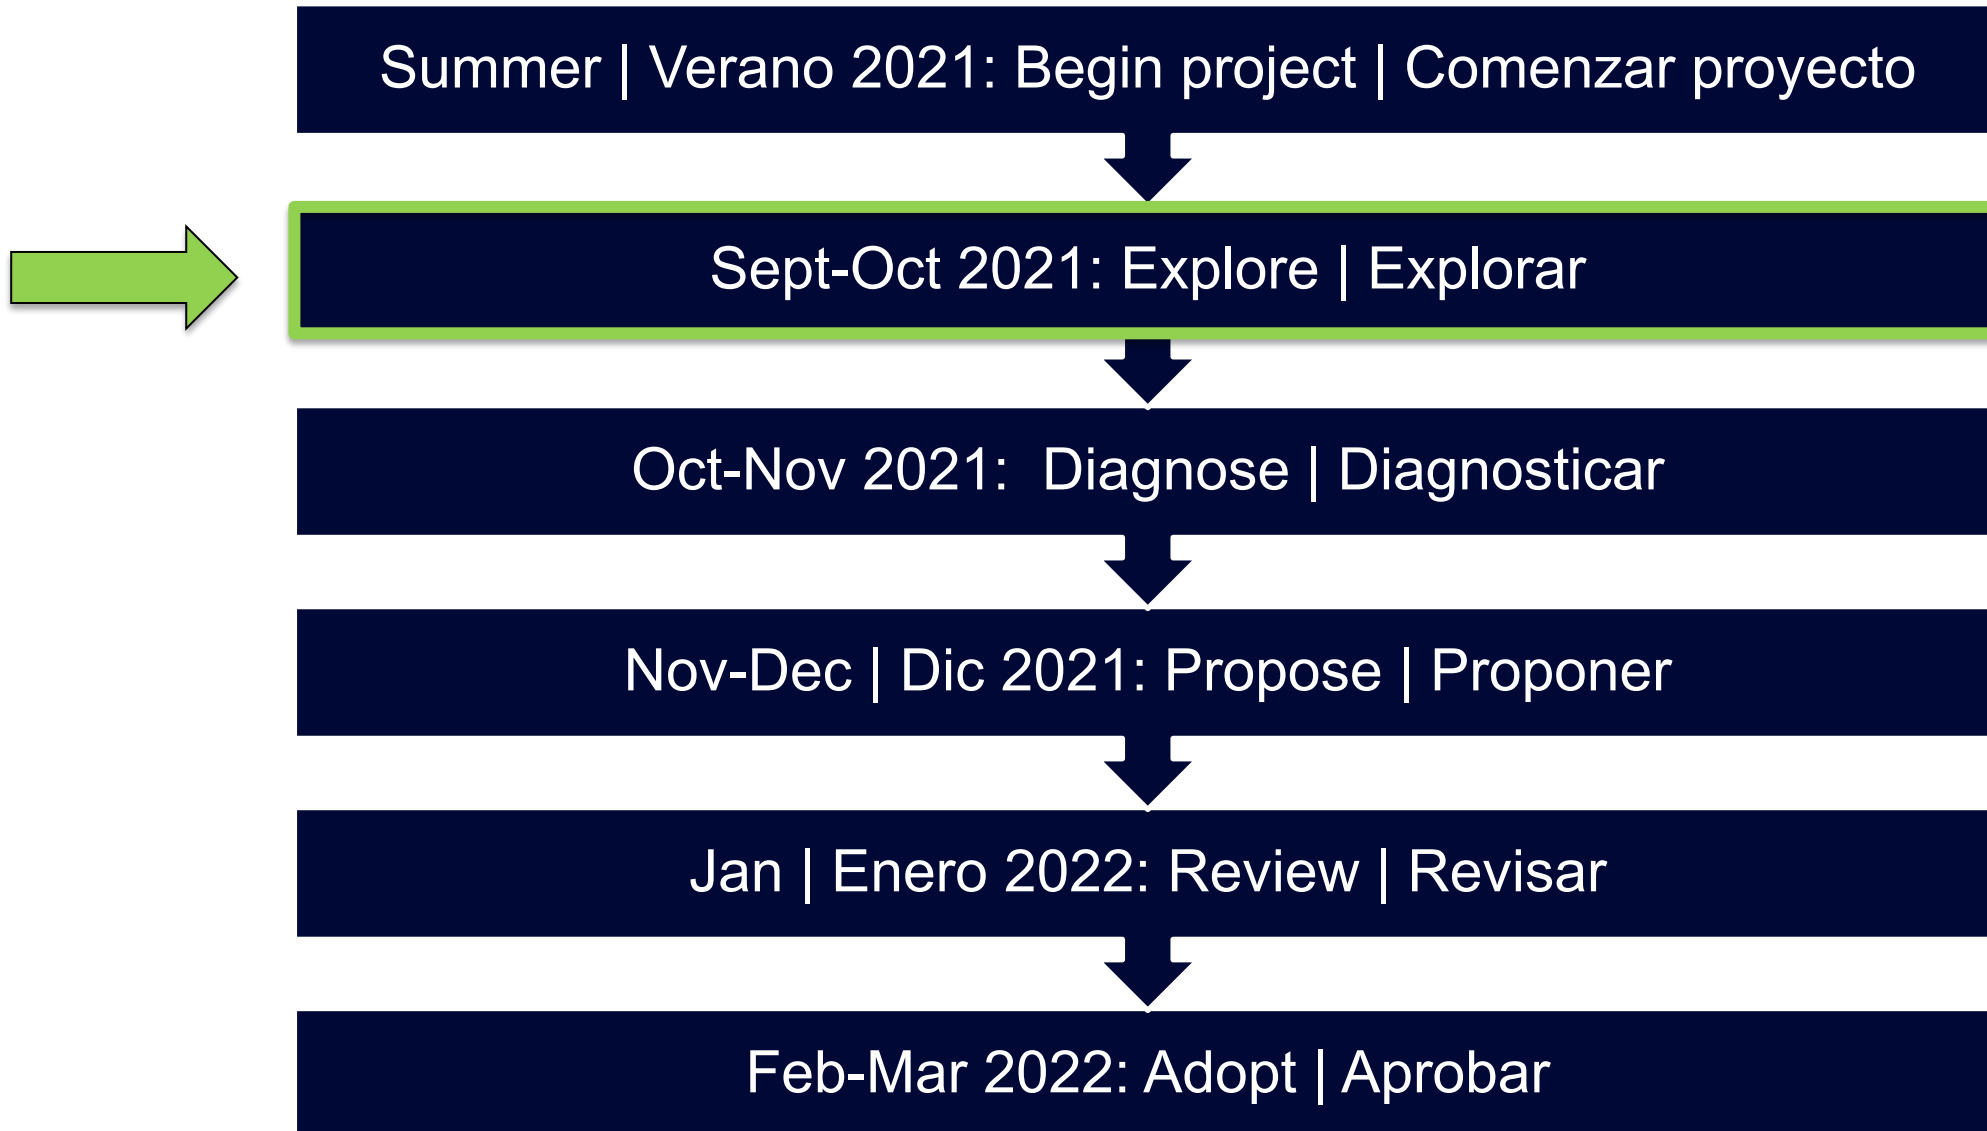 Summer | Verano 2021: Begin project | Comenzar proyecto
Sept-Oct 2021: Explore | Explorar
Oct-Nov 2021:  Diagnose | Diagnosticar
Nov-Dec | Dic 2021: Propose | Proponer
Jan | Enero 2022: Review | Revisar
Feb-Mar 2022: Adopt | Aprobar